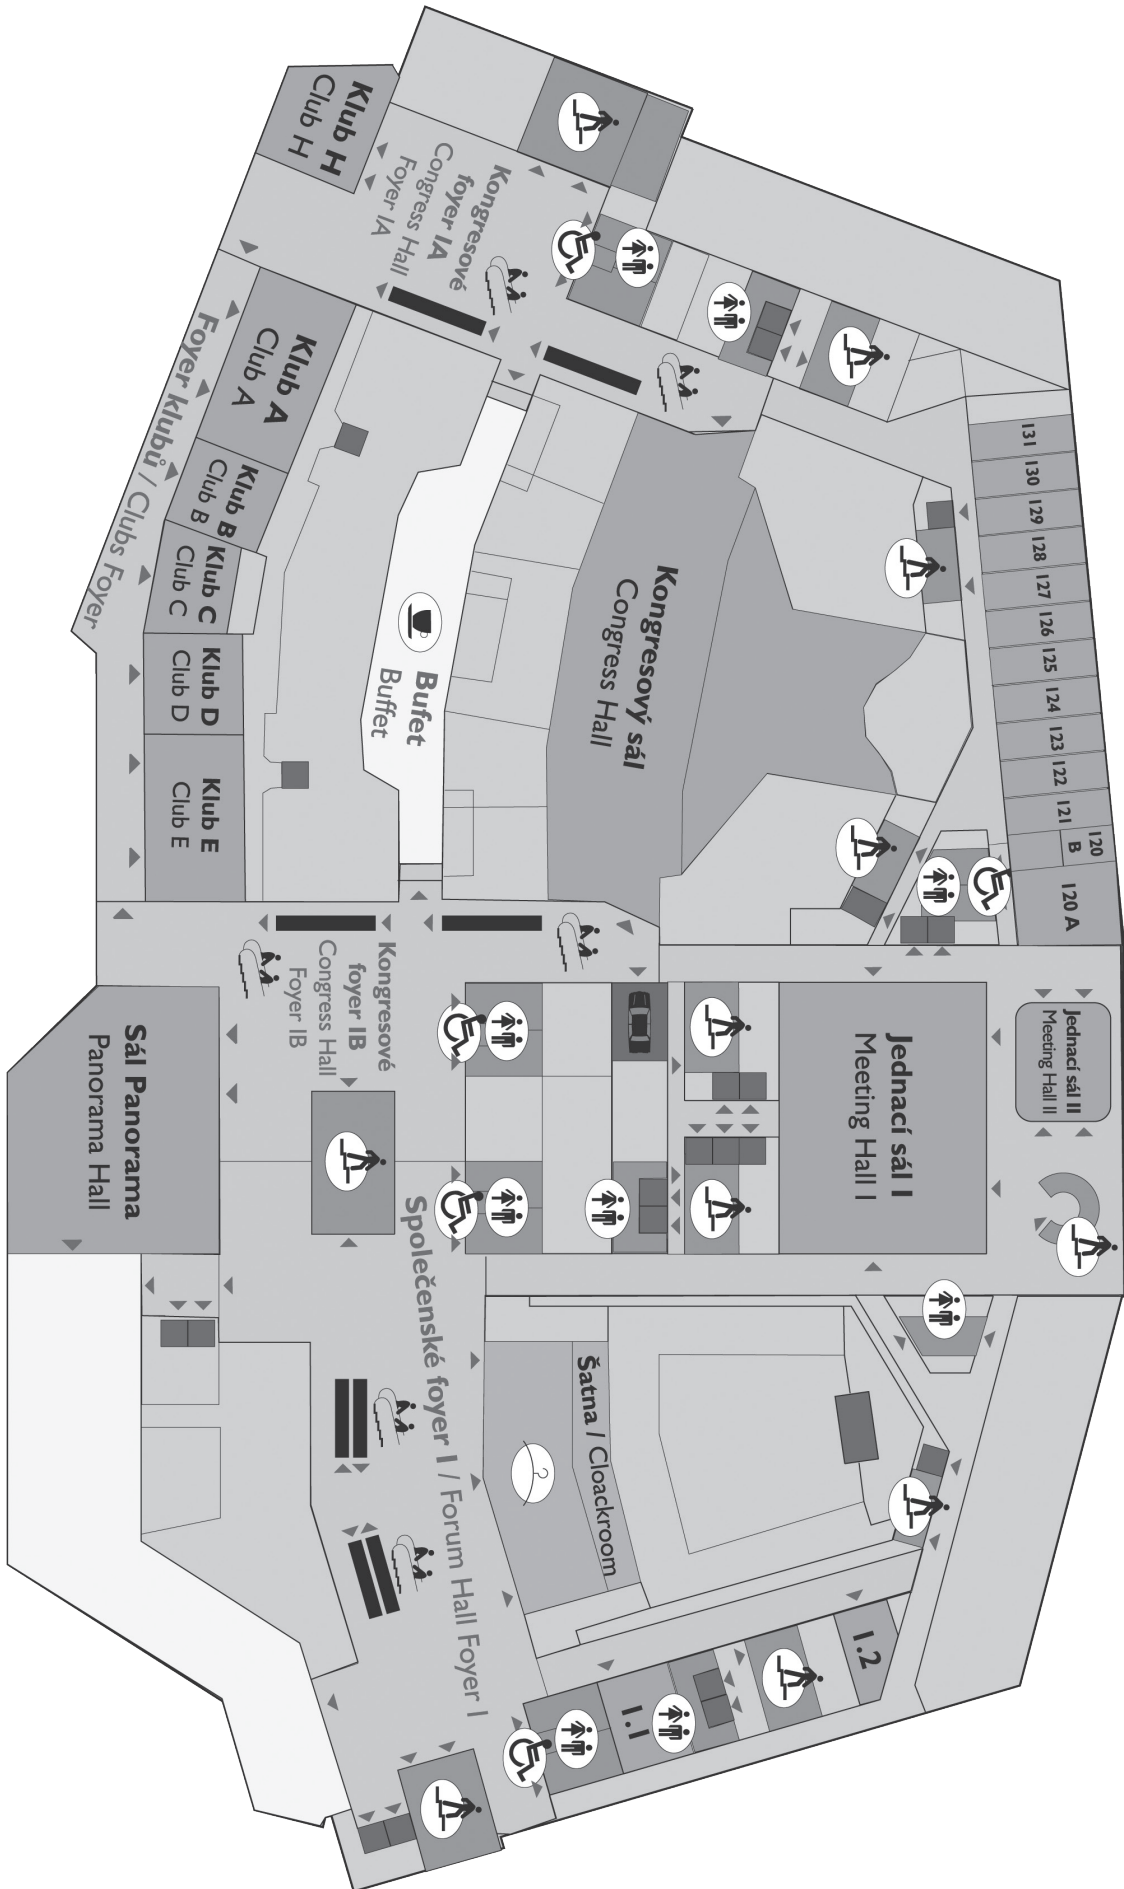 Klub H
Club H
Kongresové
foyer IA
Congress Hall
Foyer IA
Foyer klubů / Clubs Foyer
Klub A
Club A
Klub B
Club B
Klub C
Club C
Klub D
Club D
Klub E
Club E
Bufet
Buffet
Kongresový sál
Congress Hall
131
130
129
128
127
126
125
124
123
122
121
120
B
120 A
Kongresové
foyer IB
Congress Hall
Foyer IB
Sál Panorama
Panorama Hall
Jednací sál I
Meeting Hall I
Jednací sál II
Meeting Hall II
Společenské foyer I / Forum Hall Foyer I
Šatna / Cloackroom
1.2
1.1